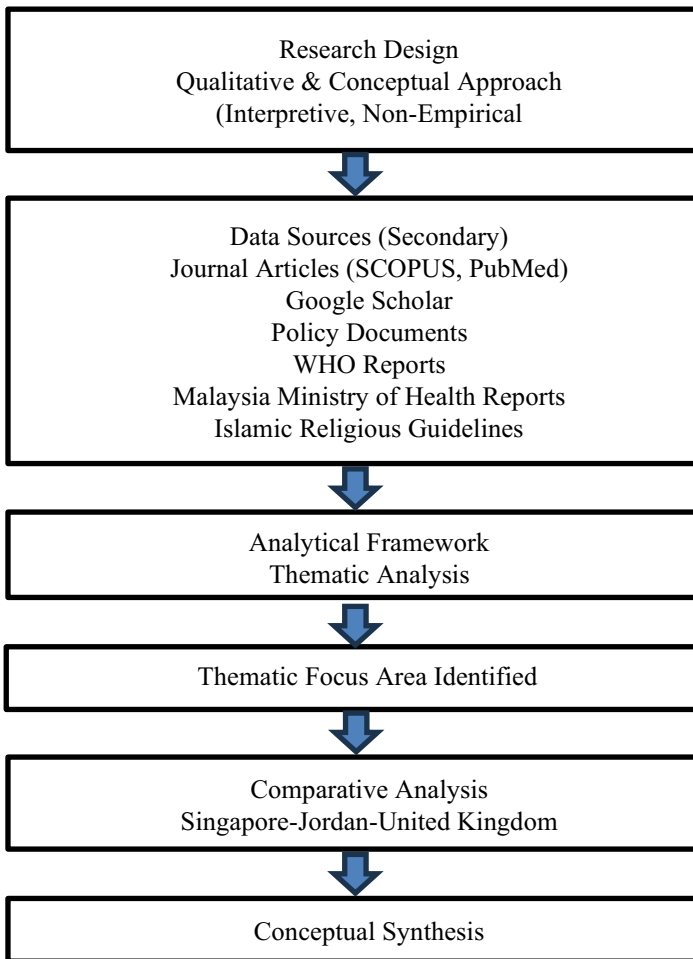 Research Design
Qualitative & Conceptual Approach
(Interpretive, Non-Empirical
Data Sources (Secondary)
Journal Articles (SCOPUS, PubMed)
Google Scholar
Policy Documents
WHO Reports
Malaysia Ministry of Health Reports
Islamic Religious Guidelines
Analytical Framework
Thematic Analysis
Thematic Focus Area Identified
Comparative Analysis
Singapore-Jordan-United Kingdom
Conceptual Synthesis